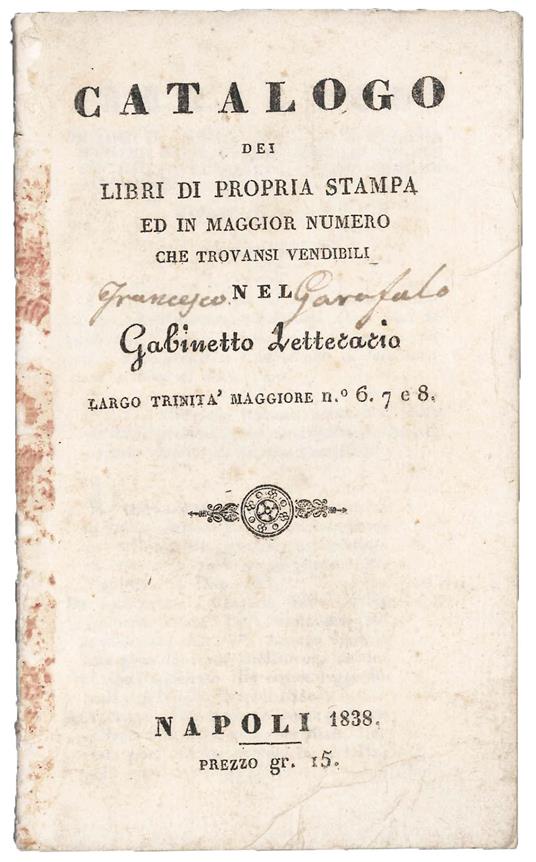 CATALOGO
DEI
LIBRI DI PROPRIA STAMPA
ED IN MAGGIOR NUMERO
CHE TROVANSI VENDIBILI
Francesco NEL Garofalo
Gabinetto Letterario
LARGO TRINITA' MAGGIORE n.º 6. 7 e 8.
NAPOLI 1838.
PREZZO gr. 15.